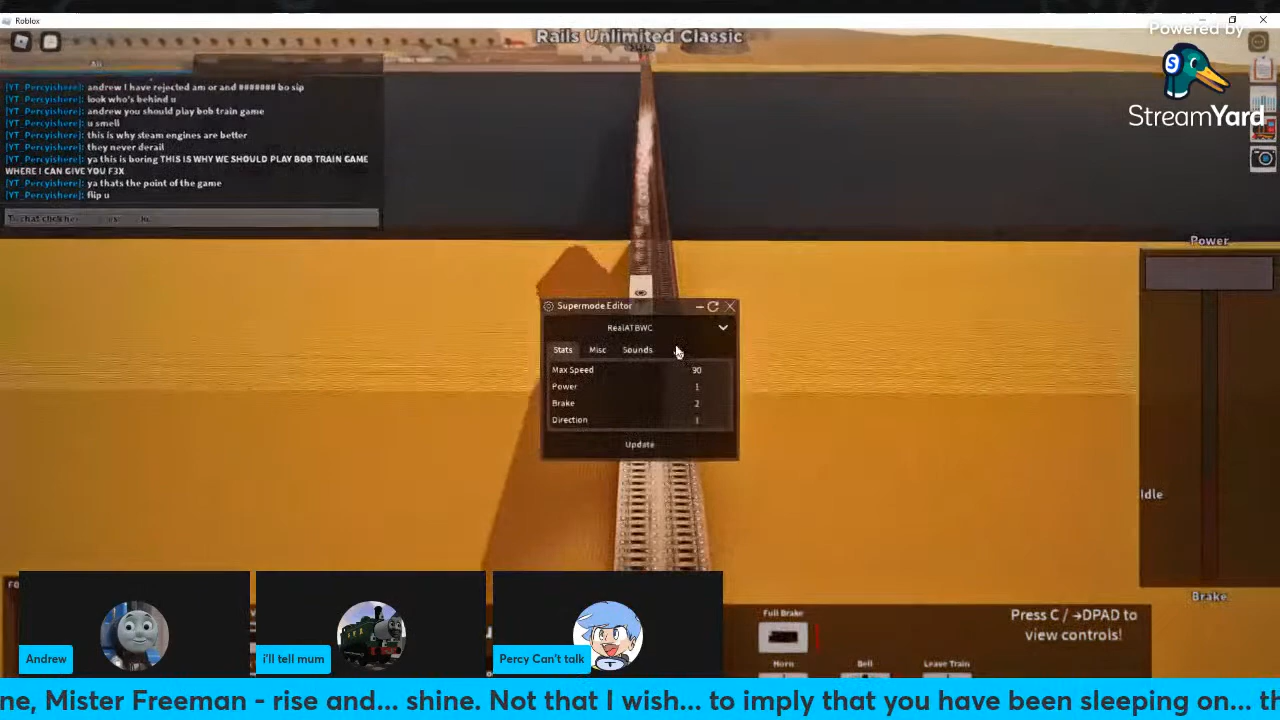 Roblox
Powered by
StreamYard
Rails Unlimited Classic
All
[YT_Percyishere]: andrew I have rejected am or and ####### bo sip
[YT_Percyishere]: look who's behind u
[YT_Percyishere]: andrew you should play bob train game
[YT_Percyishere]: u smell
[YT_Percyishere]: this is why steam engines are better
[YT_Percyishere]: they never derail
[YT_Percyishere]: ya this is boring THIS IS WHY WE SHOULD PLAY BOB TRAIN GAME
WHERE I CAN GIVE YOU F3X
[YT_Percyishere]: ya thats the point of the game
[YT_Percyishere]: flip u
To chat click
Power
Supermode Editor
RealATBWC
Stats Misc Sounds
Max Speed 90
Power 1
Brake 2
Direction 1
Update
Idle
Brake
Full Brake
Press C / →DPAD to
view controls!
Horn Bell Leave Train
Andrew
i'll tell mum
Percy Can't talk
ne, Mister Freeman - rise and... shine. Not that I wish... to imply that you have been sleeping on... th